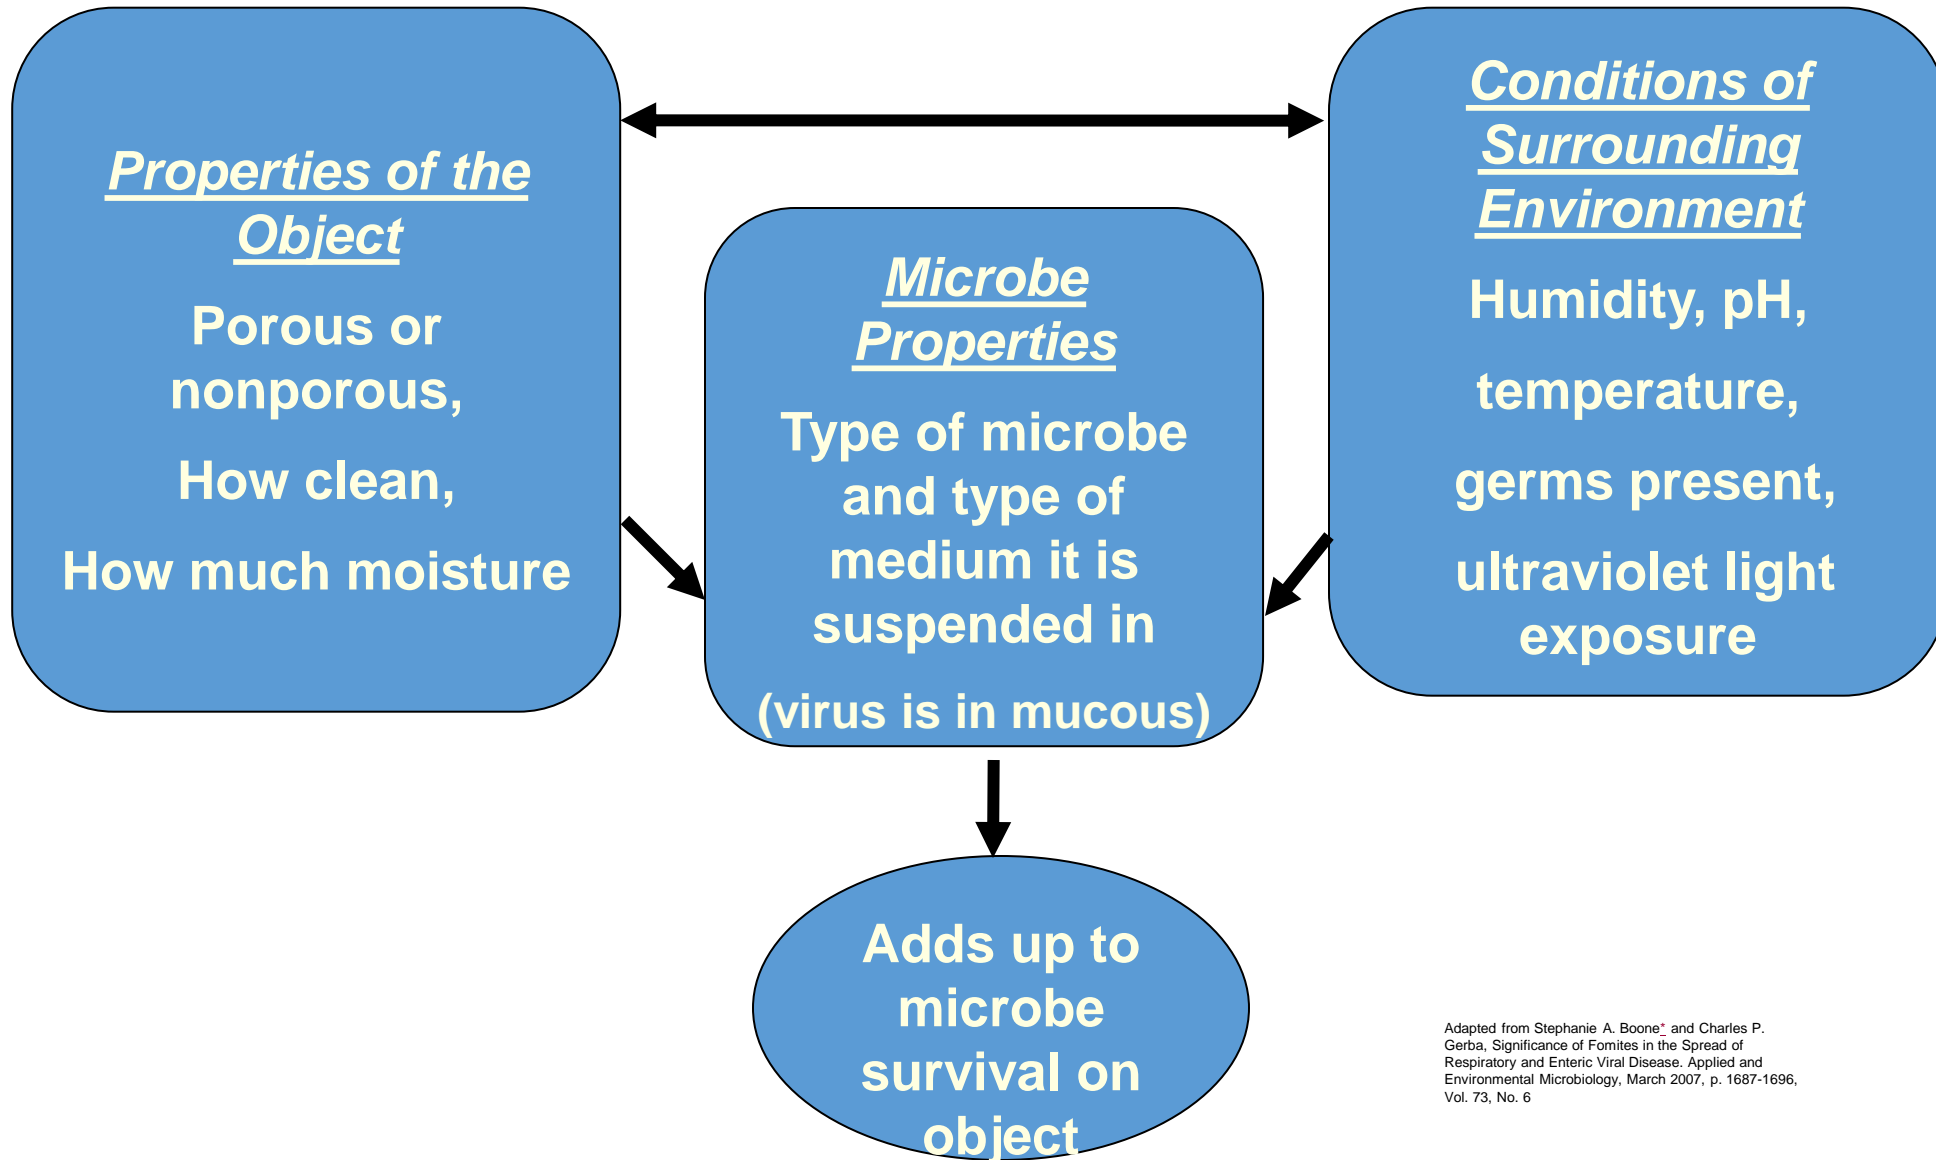 Properties of the
Object
Porous or
nonporous,
How clean,
How much moisture
Microbe
Properties
Type of microbe
and type of
medium it is
suspended in
(virus is in mucous)
Conditions of
Surrounding
Environment
Humidity, pH,
temperature,
germs present,
ultraviolet light
exposure
Adds up to
microbe
survival on
object
Adapted from Stephanie A. Boone* and Charles P.
Gerba, Significance of Fomites in the Spread of
Respiratory and Enteric Viral Disease. Applied and
Environmental Microbiology, March 2007, p. 1687-1696,
Vol. 73, No. 6